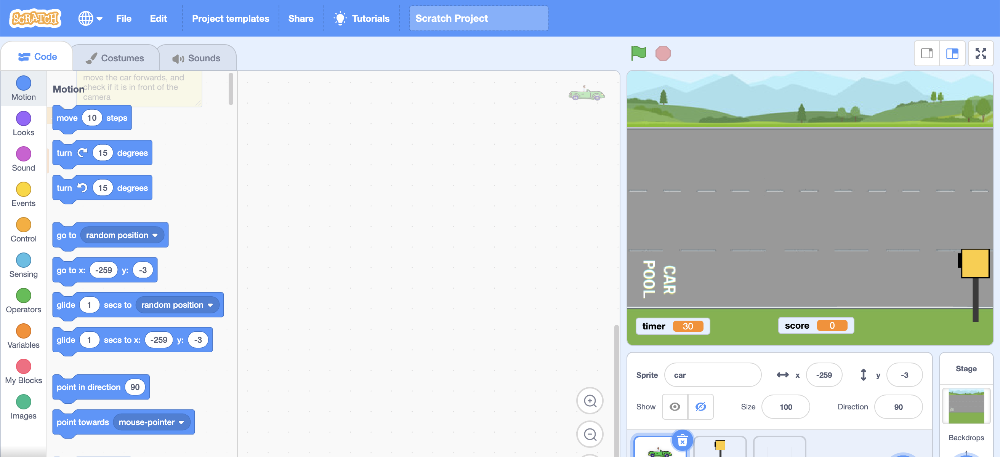 SCRATCH
File
Edit
Project templates
Share
Tutorials
Scratch Project
Code
Costumes
Sounds
Motion
Looks
Sound
Events
Control
Sensing
Operators
Variables
My Blocks
Images
move the car forwards, and
check if it is in front of the
camera
Motion
move 10 steps
turn 15 degrees
turn 15 degrees
go to random position
go to x: -259 y: -3
glide 1 secs to random position
glide 1 secs to x: -259 y: -3
point in direction 90
point towards mouse-pointer
CAR
POOL
timer 30
score 0
Sprite car x -259 y -3
Show Size 100 Direction 90
Stage
Backdrops
1